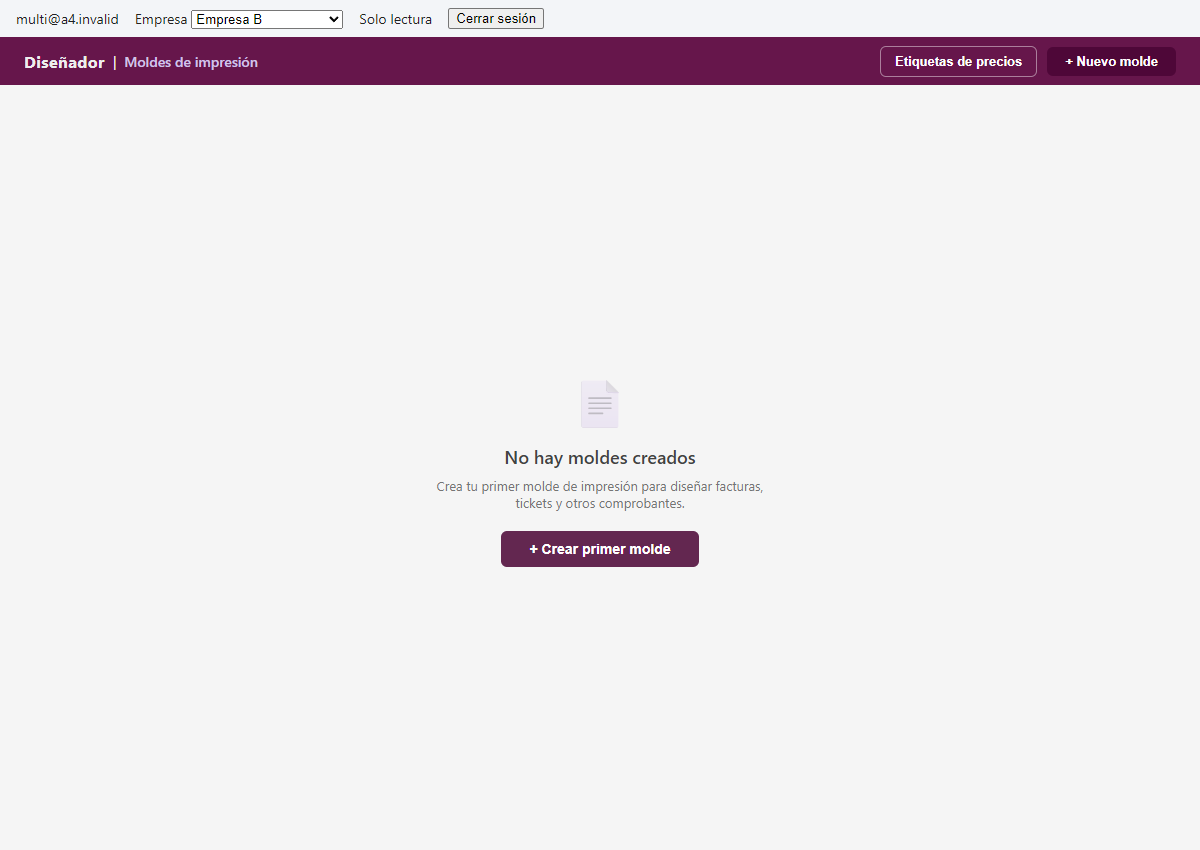 multi@a4.invalid Empresa Empresa B Solo lectura Cerrar sesión
Diseñador | Moldes de impresión Etiquetas de precios + Nuevo molde
No hay moldes creados
Crea tu primer molde de impresión para diseñar facturas,
tickets y otros comprobantes.
+ Crear primer molde